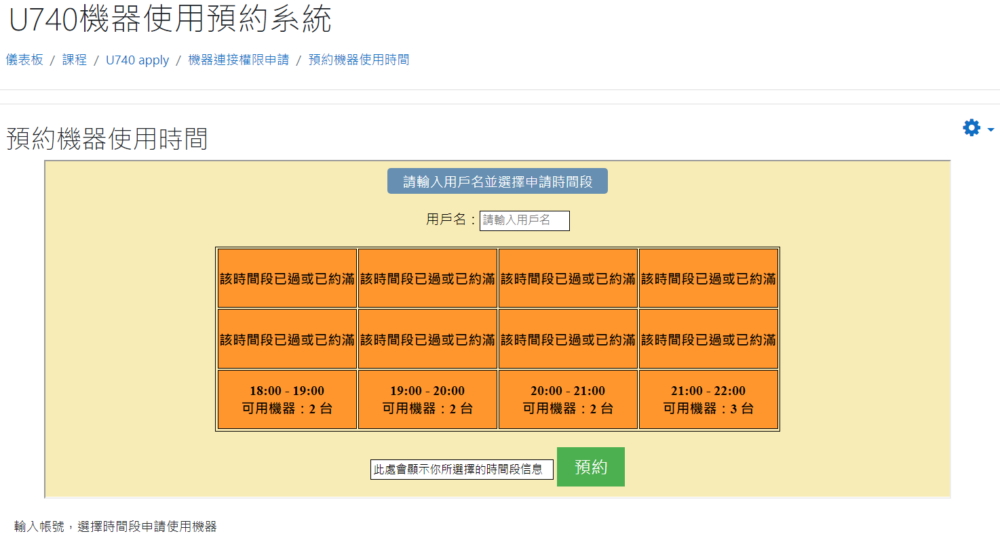 U740機器使用預約系統
儀表板 / 課程 / U740 apply / 機器連接權限申請 / 預約機器使用時間
預約機器使用時間
請輸入用戶名並選擇申請時間段
用戶名：請輸入用戶名
該時間段已過或已約滿 該時間段已過或已約滿 該時間段已過或已約滿 該時間段已過或已約滿
該時間段已過或已約滿 該時間段已過或已約滿 該時間段已過或已約滿 該時間段已過或已約滿
18:00 - 19:00 19:00 - 20:00 20:00 - 21:00 21:00 - 22:00
可用機器：2 台 可用機器：2 台 可用機器：2 台 可用機器：3 台
此處會顯示你所選擇的時間段信息 預約
輸入帳號，選擇時間段申請使用機器